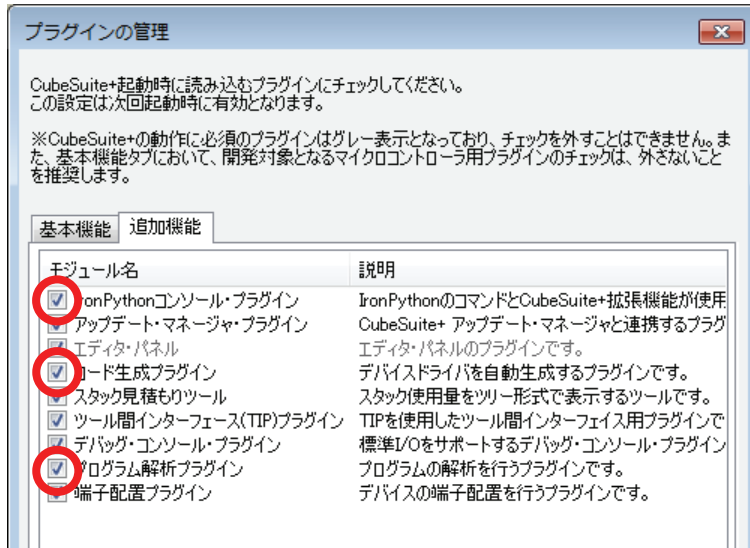 プラグインの管理
CubeSuite+起動時に読み込むプラグインにチェックしてください。
この設定は次回起動時に有効となります。
※CubeSuite+の動作に必須のプラグインはグレー表示となっており、チェックを外すことはできません。ま
た、基本機能タブにおいて、開発対象となるマイクロコントローラ用プラグインのチェックは、外さないこと
を推奨します。
基本機能 追加機能
モジュール名 説明
IronPythonコンソール・プラグイン IronPythonのコマンドとCubeSuite+拡張機能が使用
アップデート・マネージャ・プラグイン CubeSuite+ アップデート・マネージャと連携するプラグ
エディタ・パネル エディタ・パネルのプラグインです。
コード生成プラグイン デバイスドライバを自動生成するプラグインです。
スタック見積もりツール スタック使用量をツリー形式で表示するツールです。
ツール間インターフェース(TIP)プラグイン TIPを使用したツール間インターフェイス用プラグインで
デバッグ・コンソール・プラグイン 標準I/Oをサポートするデバッグ・コンソール・プラグイン
プログラム解析プラグイン プログラムの解析を行うプラグインです。
端子配置プラグイン デバイスの端子配置を行うプラグインです。